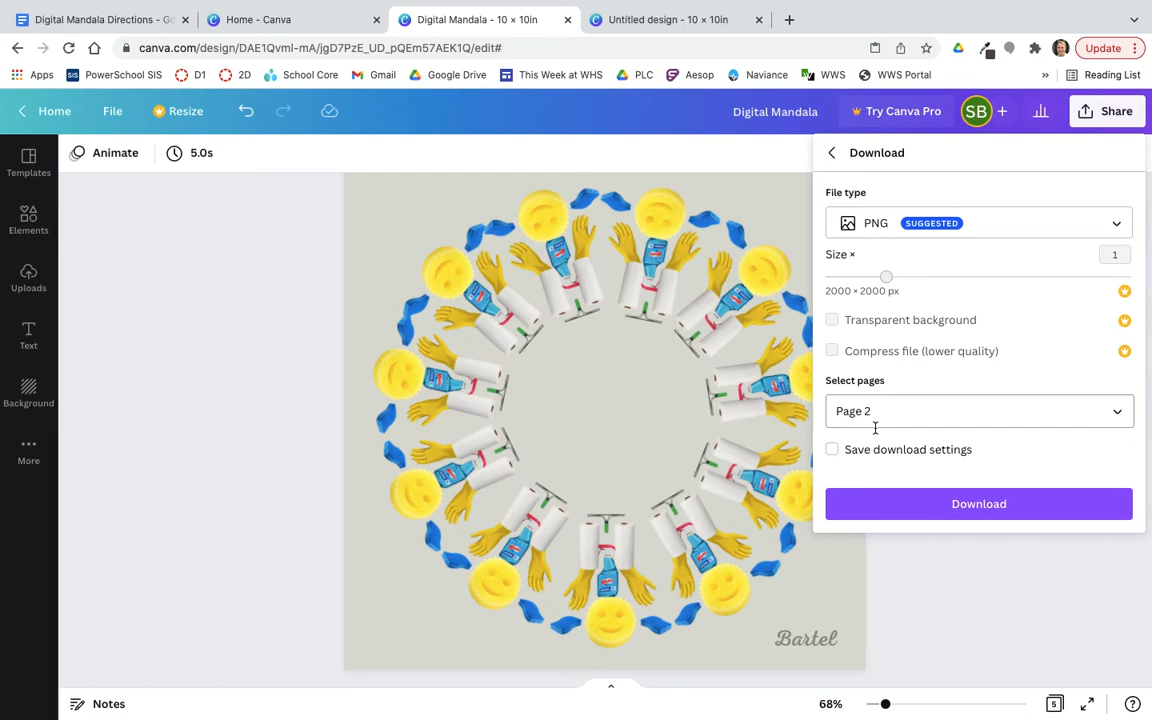 Digital Mandala Directions - Go
Home - Canva
Digital Mandala - 10 × 10in
Untitled design - 10 × 10in
canva.com/design/DAE1Qvml-mA/jgD7PzE_UD_pQEm57AEK1Q/edit#
Update
Apps
SIS PowerSchool SIS
D1
2D
School Core
Gmail
Google Drive
This Week at WHS
PLC
Aesop
Naviance
WWS
WWS Portal
»
Reading List
Home
File
Resize
Digital Mandala
Try Canva Pro
SB
+
Share
Templates
Elements
Uploads
Text
Background
More
Animate
5.0s
Download
File type
PNG SUGGESTED
Size ×
1
2000 × 2000 px
Transparent background
Compress file (lower quality)
Select pages
Page 2
Save download settings
Download
Bartel
Notes
68%
5
?